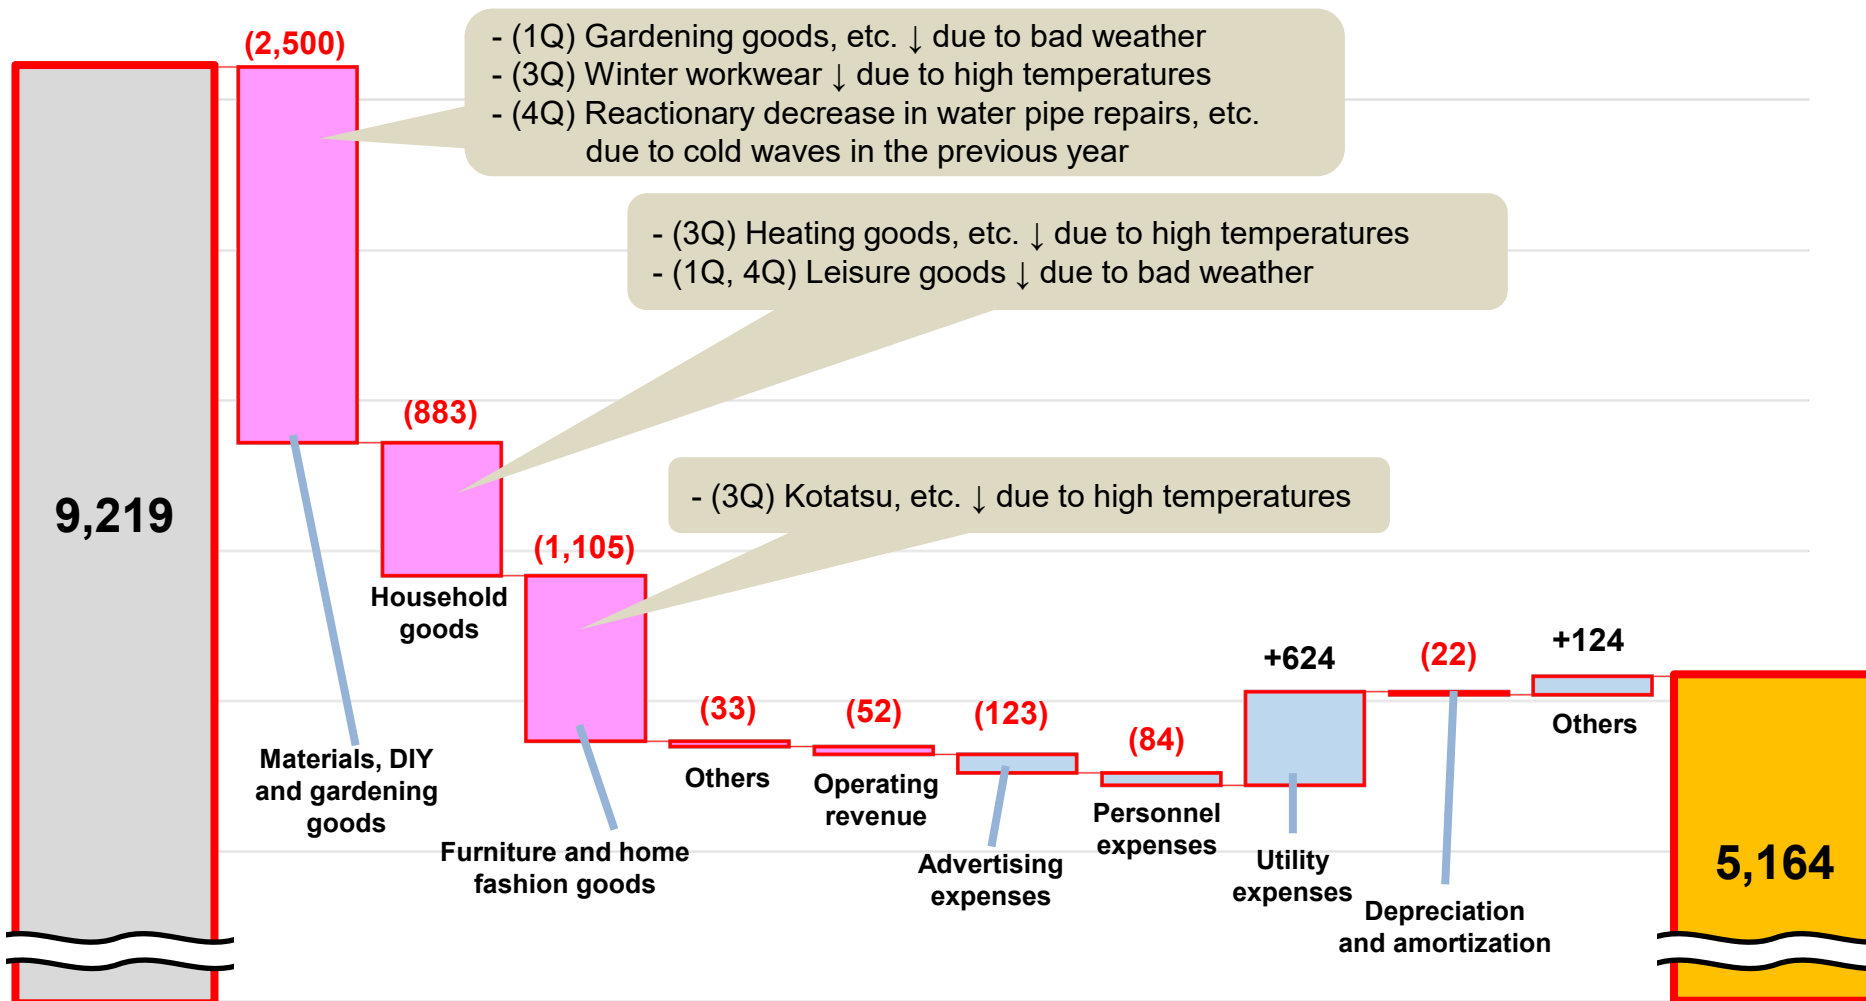 (2,500)
- (1Q) Gardening goods, etc. ↓ due to bad weather
- (3Q) Winter workwear ↓ due to high temperatures
- (4Q) Reactionary decrease in water pipe repairs, etc.
due to cold waves in the previous year
- (3Q) Heating goods, etc. ↓ due to high temperatures
- (1Q, 4Q) Leisure goods ↓ due to bad weather
(883)
- (3Q) Kotatsu, etc. ↓ due to high temperatures
9,219
(1,105)
Household
goods
+624
(22)
+124
(33)
(52)
(123)
(84)
Others
Materials, DIY
and gardening
goods
Others
Operating
revenue
Personnel
expenses
Furniture and home
fashion goods
Advertising
expenses
Utility
expenses
5,164
Depreciation
and amortization